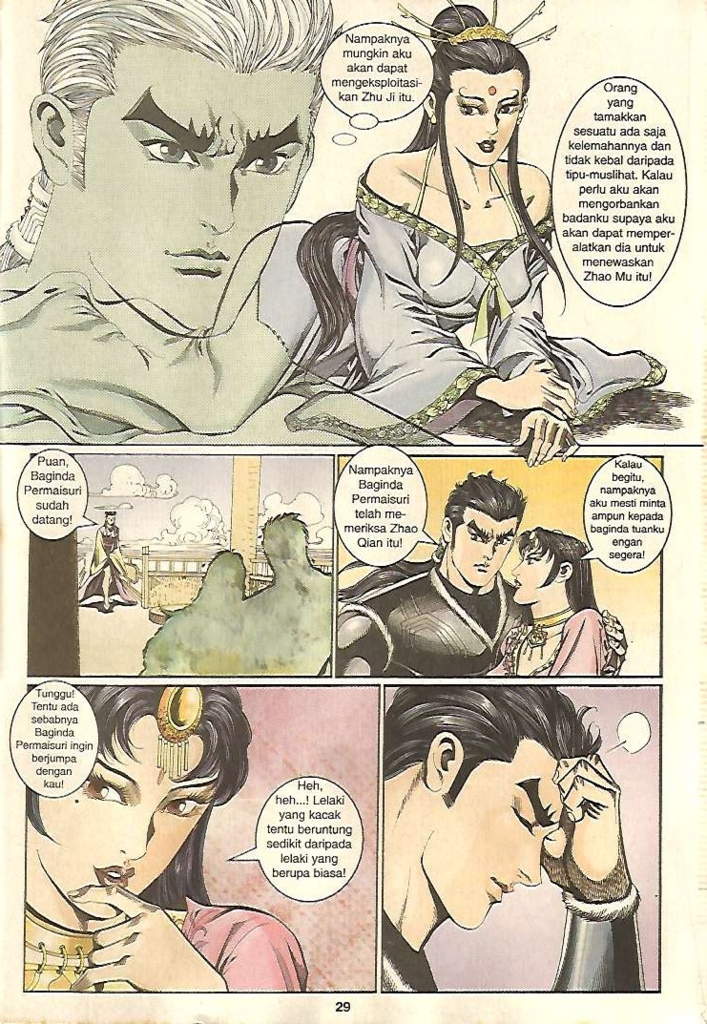 Nampaknya
mungkin aku
akan dapat
mengeksploitasi-
kan Zhu Ji itu.
Orang
yang
tamakkan
sesuatu ada saja
kelemahannya dan
tidak kebal daripada
tipu-muslihat. Kalau
perlu aku akan
mengorbankan
badanku supaya aku
akan dapat memper-
alatkan dia untuk
menewaskan
Zhao Mu itu!
Puan,
Baginda
Permaisuri
sudah
datang!
Nampaknya
Baginda
Permaisuri
telah me-
meriksa Zhao
Qian itu!
Kalau
begitu,
nampaknya
aku mesti minta
ampun kepada
baginda tuanku
engan
segera!
Tunggu!
Tentu ada
sebabnya
Baginda
Permaisuri ingin
berjumpa
dengan
kau!
Heh,
heh...! Lelaki
yang kacak
tentu beruntung
sedikit daripada
lelaki yang
berupa biasa!
29